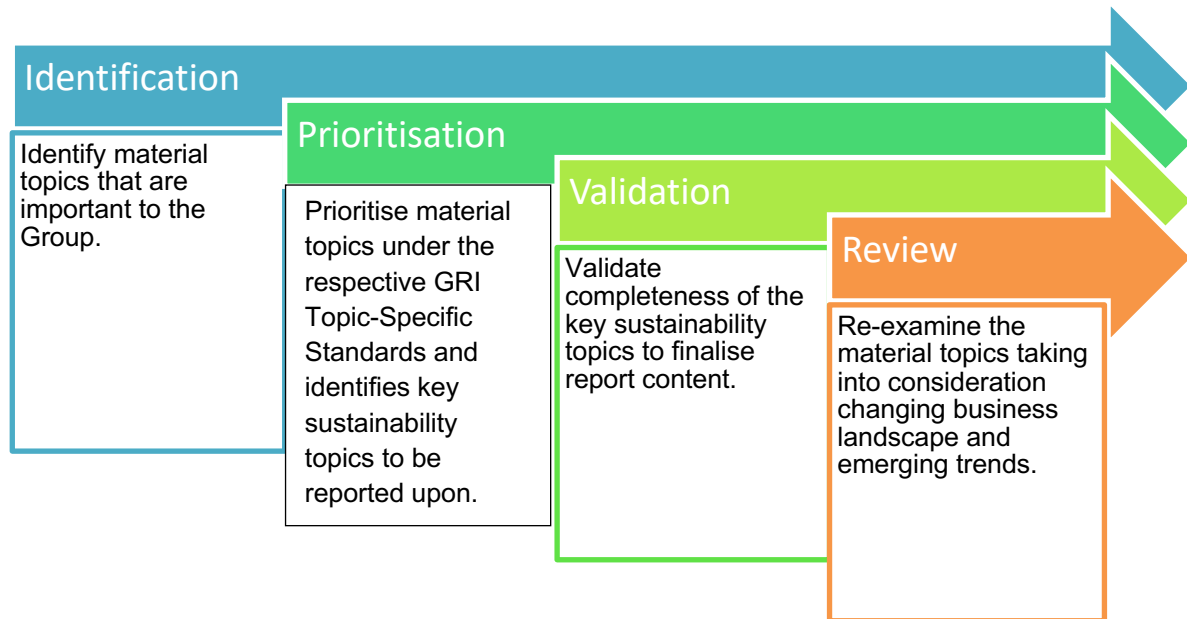 Identification
Identify material
topics that are
important to the
Group.
Prioritisation
Prioritise material
topics under the
respective GRI
Topic-Specific
Standards and
identifies key
sustainability
topics to be
reported upon.
Validation
Validate
completeness of the
key sustainability
topics to finalise
report content.
Review
Re-examine the
material topics taking
into consideration
changing business
landscape and
emerging trends.